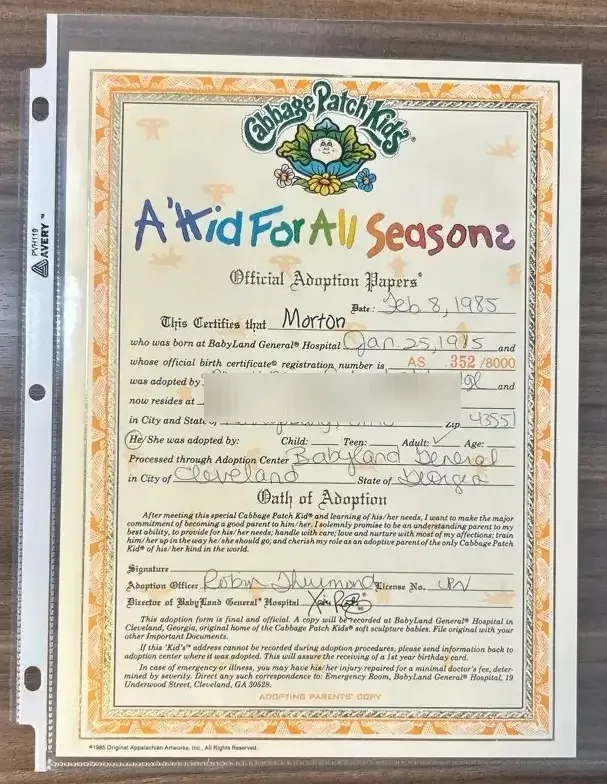 Cabbage Patch Kids®
A 'Kid For All Seasons
Official Adoption Papers®
Date: Feb 8, 1985
This Certifies that Morton
who was born at BabyLand General® Hospital Jan. 25, 1985 and
whose official birth certificate® registration number is AS 352 /8000
was adopted by and
now resides at
in City and State, Zip 43551
He/She was adopted by: Child: Teen: Adult: ✓ Age:
Processed through Adoption Center Babyland General
in City of Cleveland State of Georgia
Oath of Adoption
After meeting this special Cabbage Patch Kid® and learning of his/her needs, I want to make the major
commitment of becoming a good parent to him/her. I solemnly promise to be an understanding parent to my
best ability, to provide for his/her needs; handle with care; love and nurture with most of my affections; train
him/her up in the way he/she should go; and cherish my role as an adoptive parent of the only Cabbage Patch
Kid® of his/her kind in the world.
Signature
Adoption Officer Robin License No.
Director of BabyLand General® Hospital
This adoption form is final and official. A copy will be recorded at BabyLand General® Hospital in
Cleveland, Georgia, original home of the Cabbage Patch Kids® soft sculpture babies. File original with your
other Important Documents.
If this 'Kid's™ address cannot be recorded during adoption procedures, please send information back to
adoption center where it was adopted. This will assure the receiving of a 1st year birthday card.
In case of emergency or illness, you may have his/her injury repaired for a minimal doctor's fee, deter-
mined by severity. Direct any such correspondence to: Emergency Room, BabyLand General® Hospital, 19
Underwood Street, Cleveland, GA 30528.
ADOPTING PARENTS' COPY
©1985 Original Appalachian Artworks, Inc., All Rights Reserved.
PVH119
AVERY™